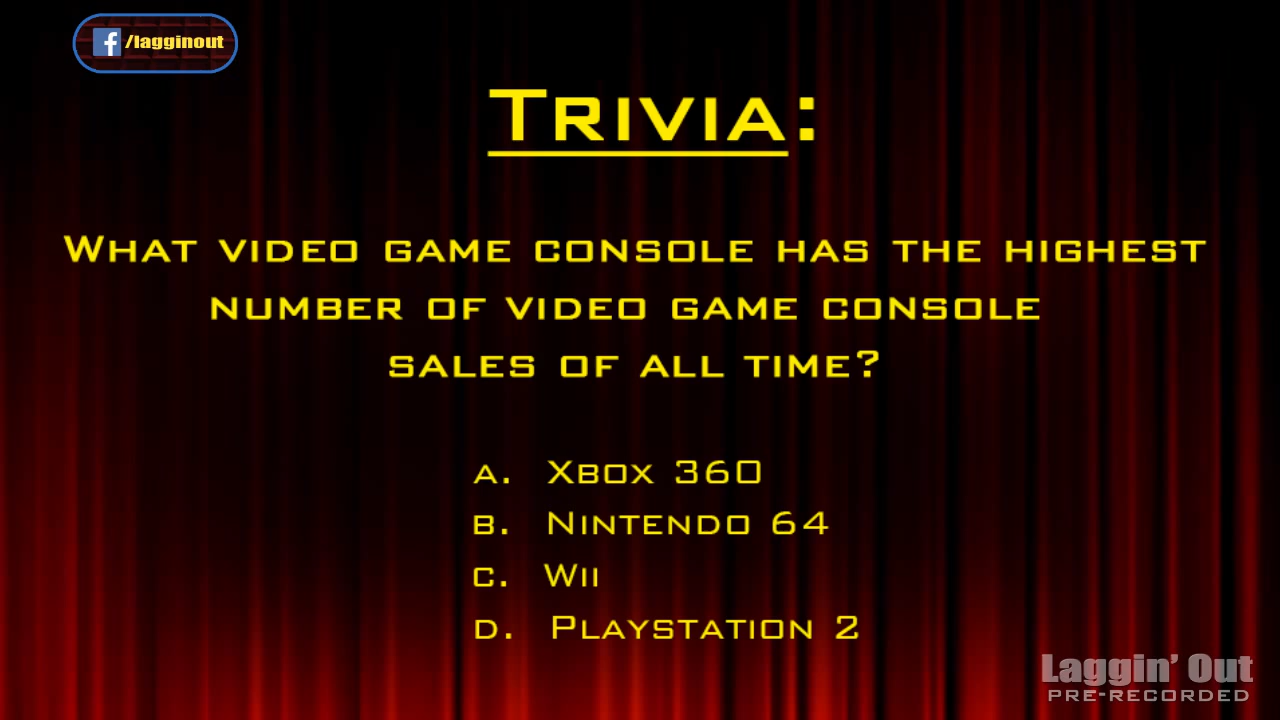 f /lagginout
Trivia:
What video game console has the highest
number of video game console
sales of all time?
a. Xbox 360
b. Nintendo 64
c. Wii
d. Playstation 2
Laggin' Out
PRE-RECORDED